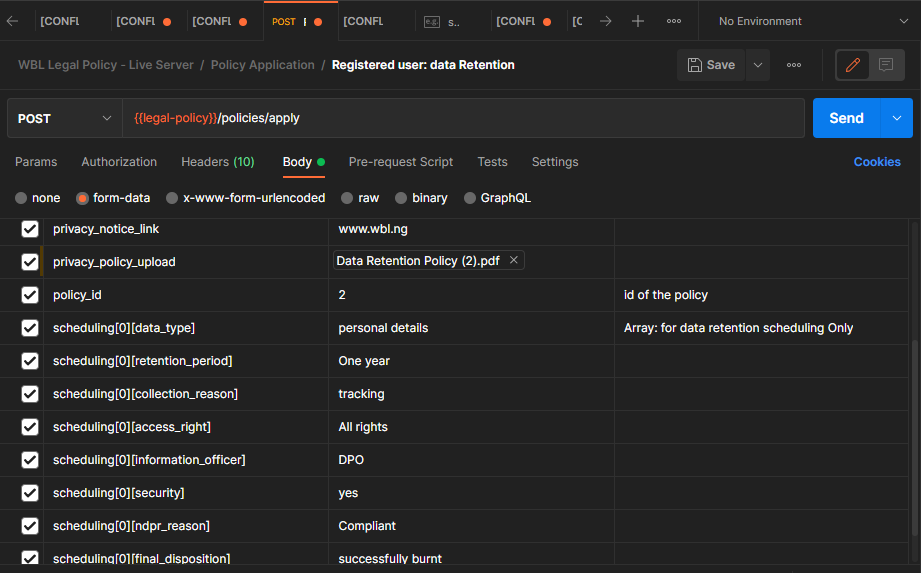 [CONFL [CONFL [CONFL POST [CONFL e.g. s.. [CONFL [C No Environment
WBL Legal Policy - Live Server / Policy Application / Registered user: data Retention Save
POST {{legal-policy}}/policies/apply Send
Params Authorization Headers (10) Body Pre-request Script Tests Settings Cookies
none form-data x-www-form-urlencoded raw binary GraphQL
privacy_notice_link www.wbl.ng
privacy_policy_upload Data Retention Policy (2).pdf
policy_id 2 id of the policy
scheduling[0][data_type] personal details Array: for data retention scheduling Only
scheduling[0][retention_period] One year
scheduling[0][collection_reason] tracking
scheduling[0][access_right] All rights
scheduling[0][information_officer] DPO
scheduling[0][security] yes
scheduling[0][ndpr_reason] Compliant
scheduling[0][final_disposition] successfully burnt